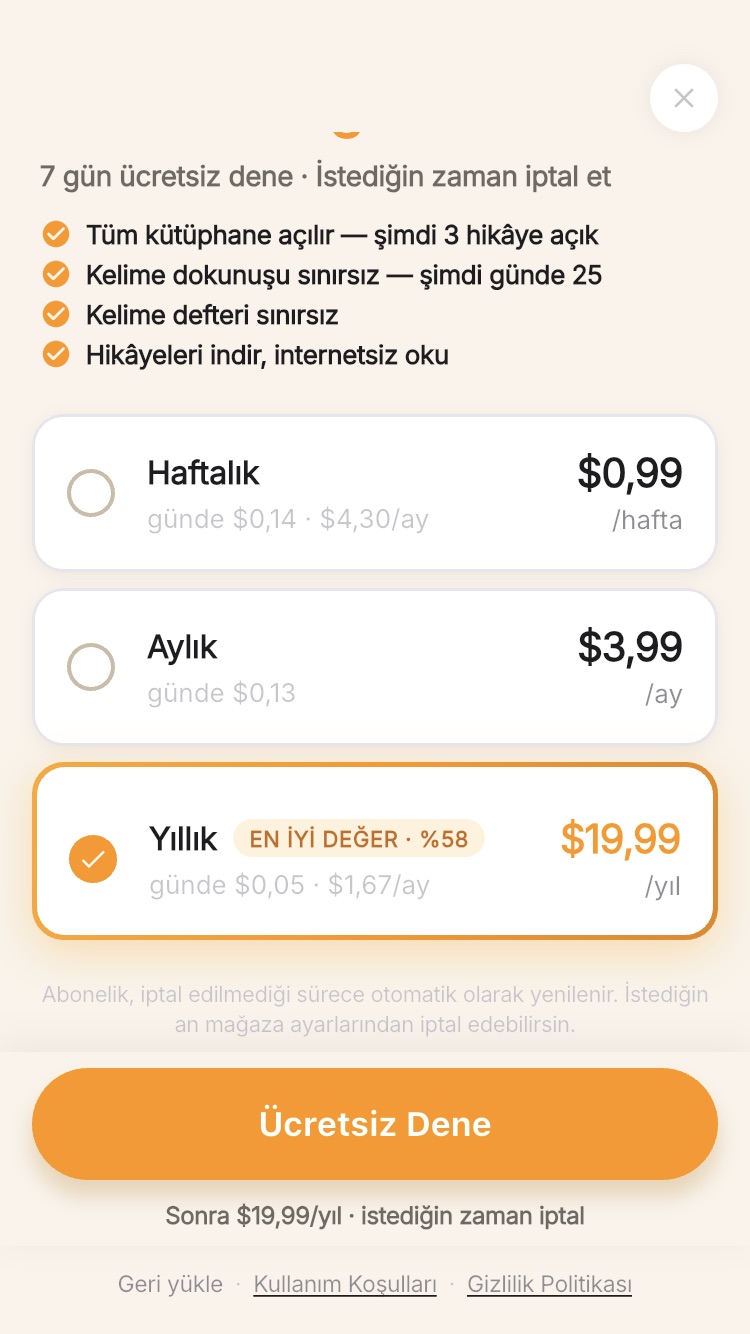 7 gün ücretsiz dene · İstediğin zaman iptal et
Tüm kütüphane açılır — şimdi 3 hikâye açık
Kelime dokunuşu sınırsız — şimdi günde 25
Kelime defteri sınırsız
Hikâyeleri indir, internetsiz oku
Haftalık
$0,99
günde $0,14 · $4,30/ay
/hafta
Aylık
$3,99
günde $0,13
/ay
Yıllık
EN İYİ DEĞER · %58
$19,99
günde $0,05 · $1,67/ay
/yıl
Abonelik, iptal edilmediği sürece otomatik olarak yenilenir. İstediğin
an mağaza ayarlarından iptal edebilirsin.
Ücretsiz Dene
Sonra $19,99/yıl · istediğin zaman iptal
Geri yükle · Kullanım Koşulları · Gizlilik Politikası